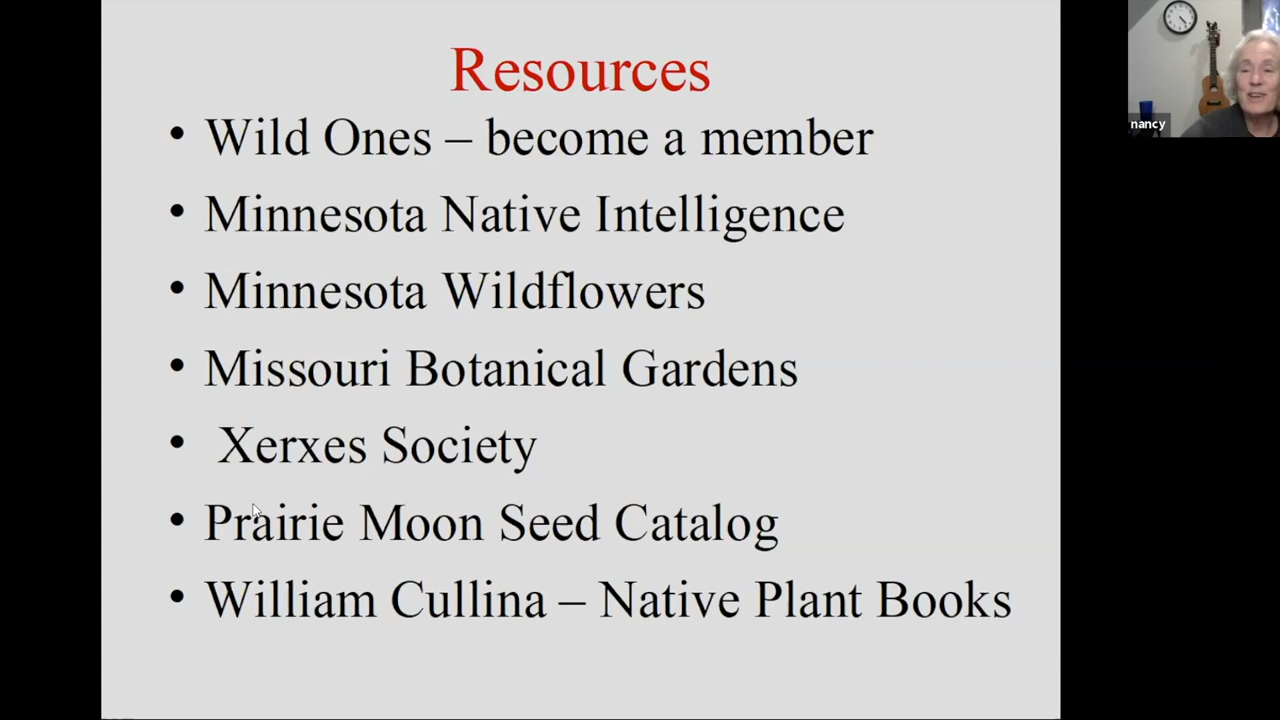 Resources
• Wild Ones – become a member
• Minnesota Native Intelligence
• Minnesota Wildflowers
• Missouri Botanical Gardens
• Xerxes Society
• Prairie Moon Seed Catalog
• William Cullina – Native Plant Books
nancy